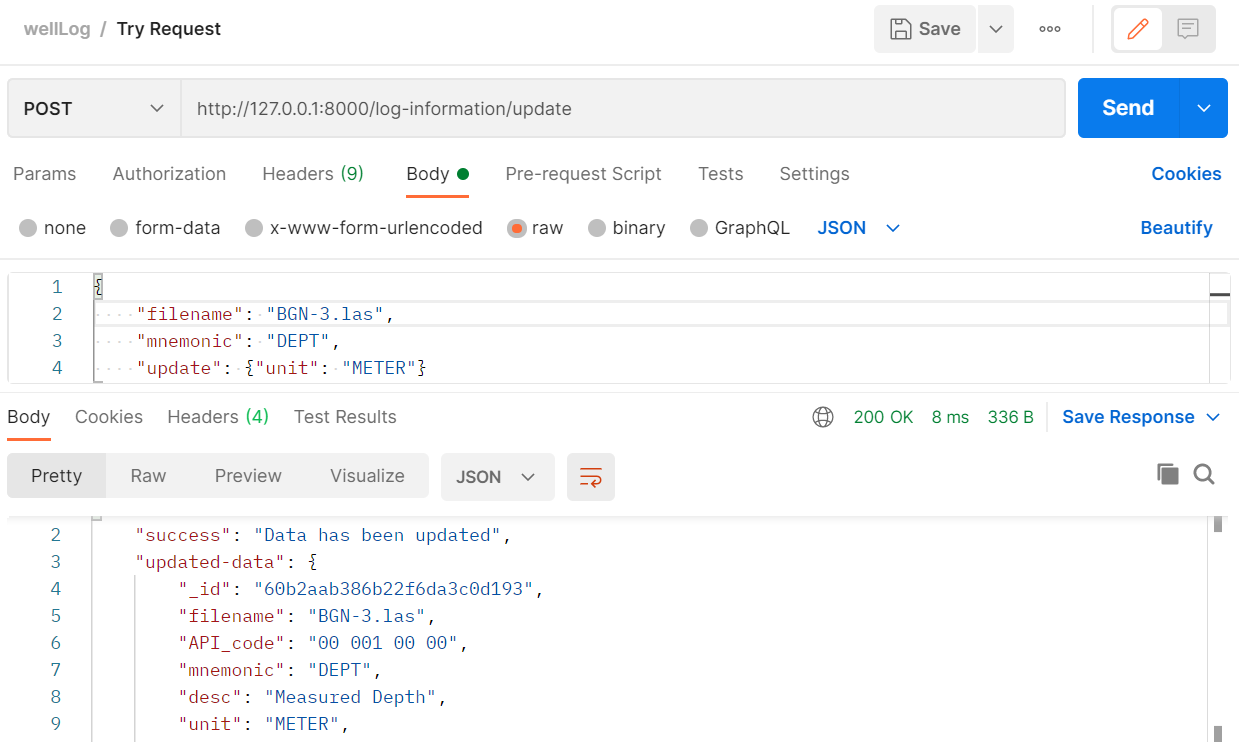 wellLog / Try Request
Save
POST
http://127.0.0.1:8000/log-information/update
Send
Params Authorization Headers (9) Body Pre-request Script Tests Settings Cookies
none form-data x-www-form-urlencoded raw binary GraphQL JSON Beautify
1 {
2 "filename": "BGN-3.las",
3 "mnemonic": "DEPT",
4 "update": {"unit": "METER"}
Body Cookies Headers (4) Test Results 200 OK 8 ms 336 B Save Response
Pretty Raw Preview Visualize JSON
2 "success": "Data has been updated",
3 "updated-data": {
4 "_id": "60b2aab386b22f6da3c0d193",
5 "filename": "BGN-3.las",
6 "API_code": "00 001 00 00",
7 "mnemonic": "DEPT",
8 "desc": "Measured Depth",
9 "unit": "METER",